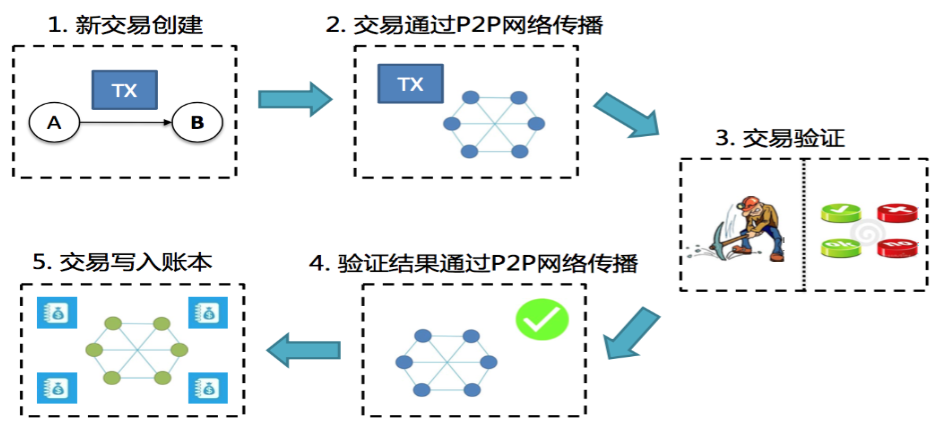 1. 新交易创建
2. 交易通过P2P网络传播
TX
A
B
TX
3. 交易验证
ok
no
5. 交易写入账本
4. 验证结果通过P2P网络传播